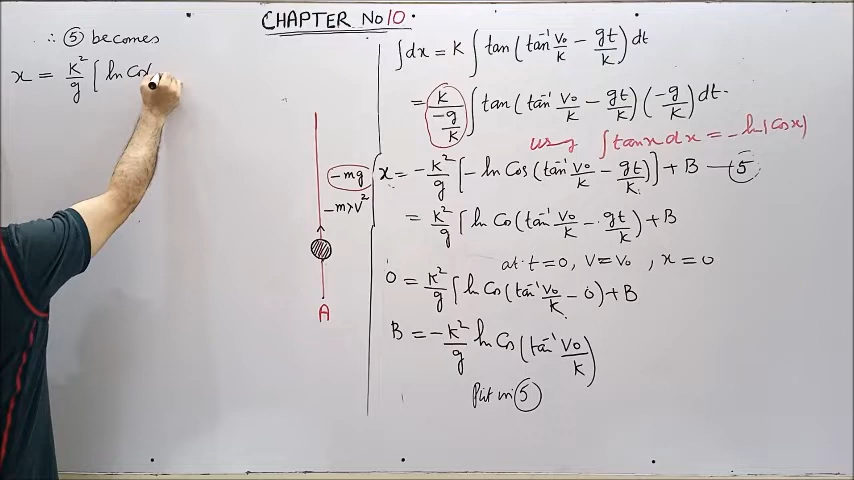 CHAPTER No 10.
∴ ⑤ becomes
x = K²/g [ ln Cos
-mg
-mλv²
A
∫dx = K ∫ tan (tan⁻¹ V₀/K - gt/K) dt
= K/(-g/K) ∫ tan (tan⁻¹ V₀/K - gt/K) (-g/K) dt.
using ∫ tanx dx = -ln(Cosx)
x = -K²/g [-ln Cos (tan⁻¹ V₀/K - gt/K)] + B —⑤
= K²/g [ ln Cos (tan⁻¹ V₀/K - gt/K) + B
at t=0, V=V₀ , x=0
0 = K²/g [ ln Cos (tan⁻¹ V₀/K - 0) + B
B = -K²/g ln Cos (tan⁻¹ V₀/K)
Put in ⑤